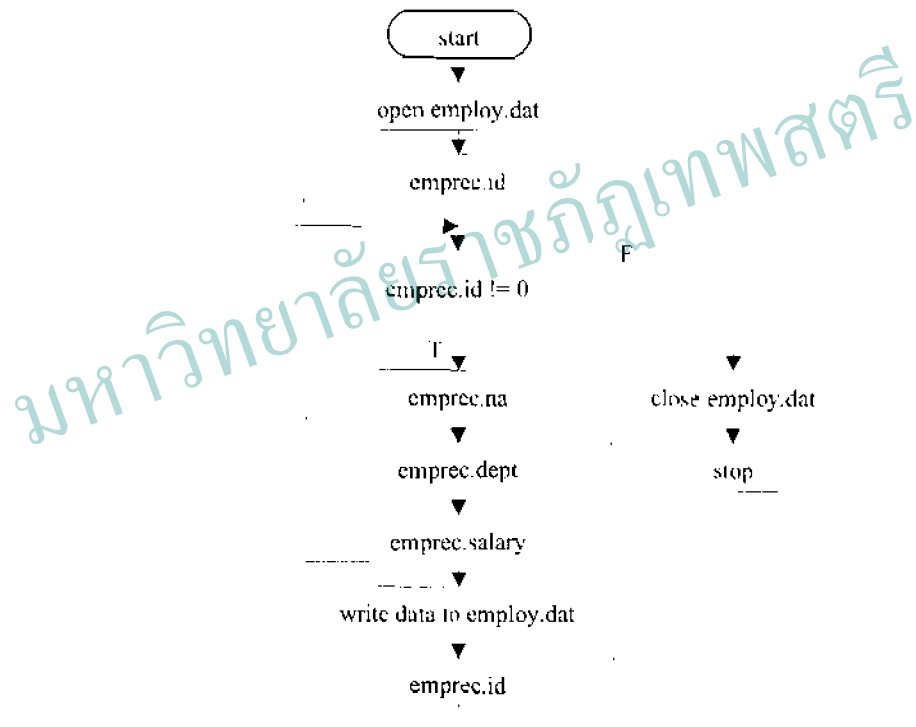 start
open employ.dat
emprec.id
emprec.id != 0
F
T
emprec.na
close employ.dat
emprec.dept
stop
emprec.salary
write data to employ.dat
emprec.id
มหาวิทยาลัยราชภัฏเทพสตรี